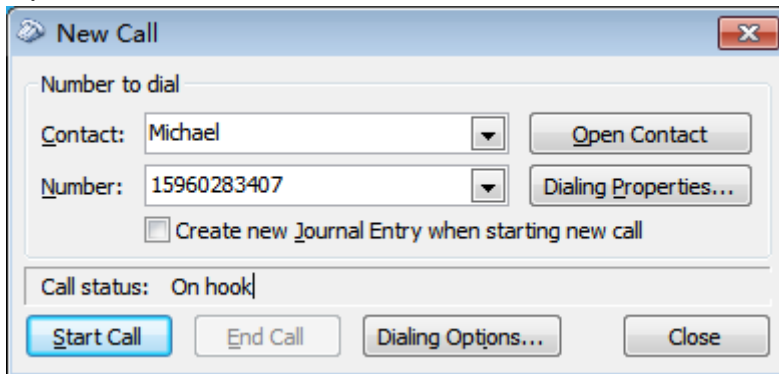 New Call
Number to dial
Contact: Michael Open Contact
Number: 15960283407 Dialing Properties...
Create new Journal Entry when starting new call
Call status: On hook
Start Call End Call Dialing Options... Close